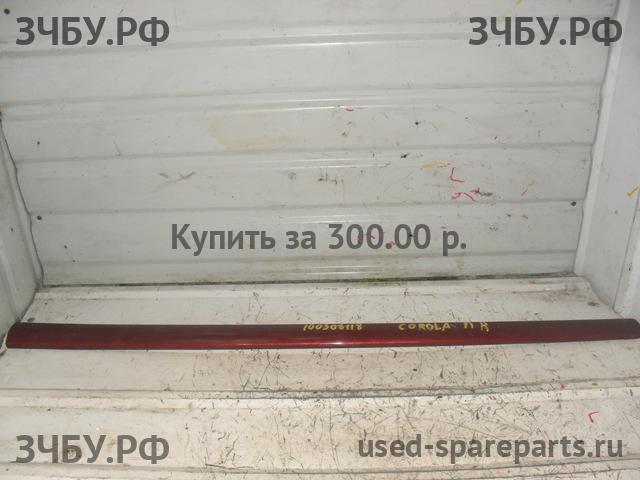 ЗЧБУ.РФ ЗЧБУ.РФ
Купить за 300.00 р.
100306118 COROLA П R
ЗЧБУ.РФ used-spareparts.ru